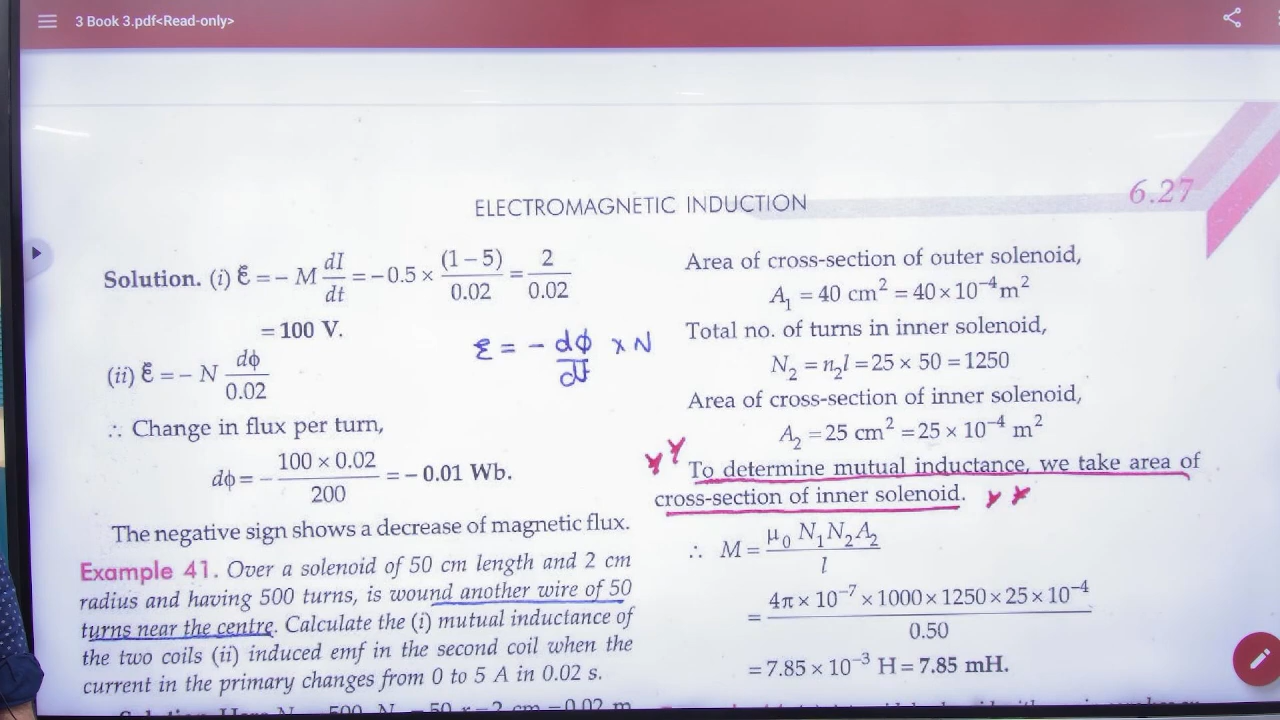 3 Book 3.pdf<Read-only>
ELECTROMAGNETIC INDUCTION
6.27
Solution. (i) ℰ = − M dI/dt = −0.5 × (1 − 5)/0.02 = 2/0.02
= 100 V.
ℰ = − dϕ/dt × N
(ii) ℰ = − N dϕ/0.02
∴ Change in flux per turn,
dϕ = − (100 × 0.02)/200 = − 0.01 Wb.
The negative sign shows a decrease of magnetic flux.
Example 41. Over a solenoid of 50 cm length and 2 cm
radius and having 500 turns, is wound another wire of 50
turns near the centre. Calculate the (i) mutual inductance of
the two coils (ii) induced emf in the second coil when the
current in the primary changes from 0 to 5 A in 0.02 s.
Area of cross-section of outer solenoid,
A₁ = 40 cm² = 40 × 10⁻⁴ m²
Total no. of turns in inner solenoid,
N₂ = n₂l = 25 × 50 = 1250
Area of cross-section of inner solenoid,
A₂ = 25 cm² = 25 × 10⁻⁴ m²
To determine mutual inductance, we take area of
cross-section of inner solenoid.
∴ M = μ₀ N₁N₂A₂/l
= (4π × 10⁻⁷ × 1000 × 1250 × 25 × 10⁻⁴)/0.50
= 7.85 × 10⁻³ H = 7.85 mH.